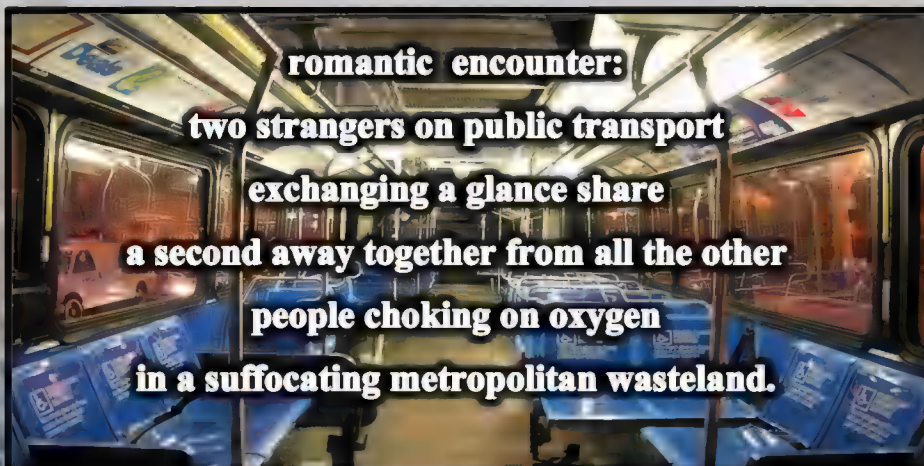 Deals
romantic encounter:
two strangers on public transport
exchanging a glance share
a second away together from all the other
people choking on oxygen
in a suffocating metropolitan wasteland.